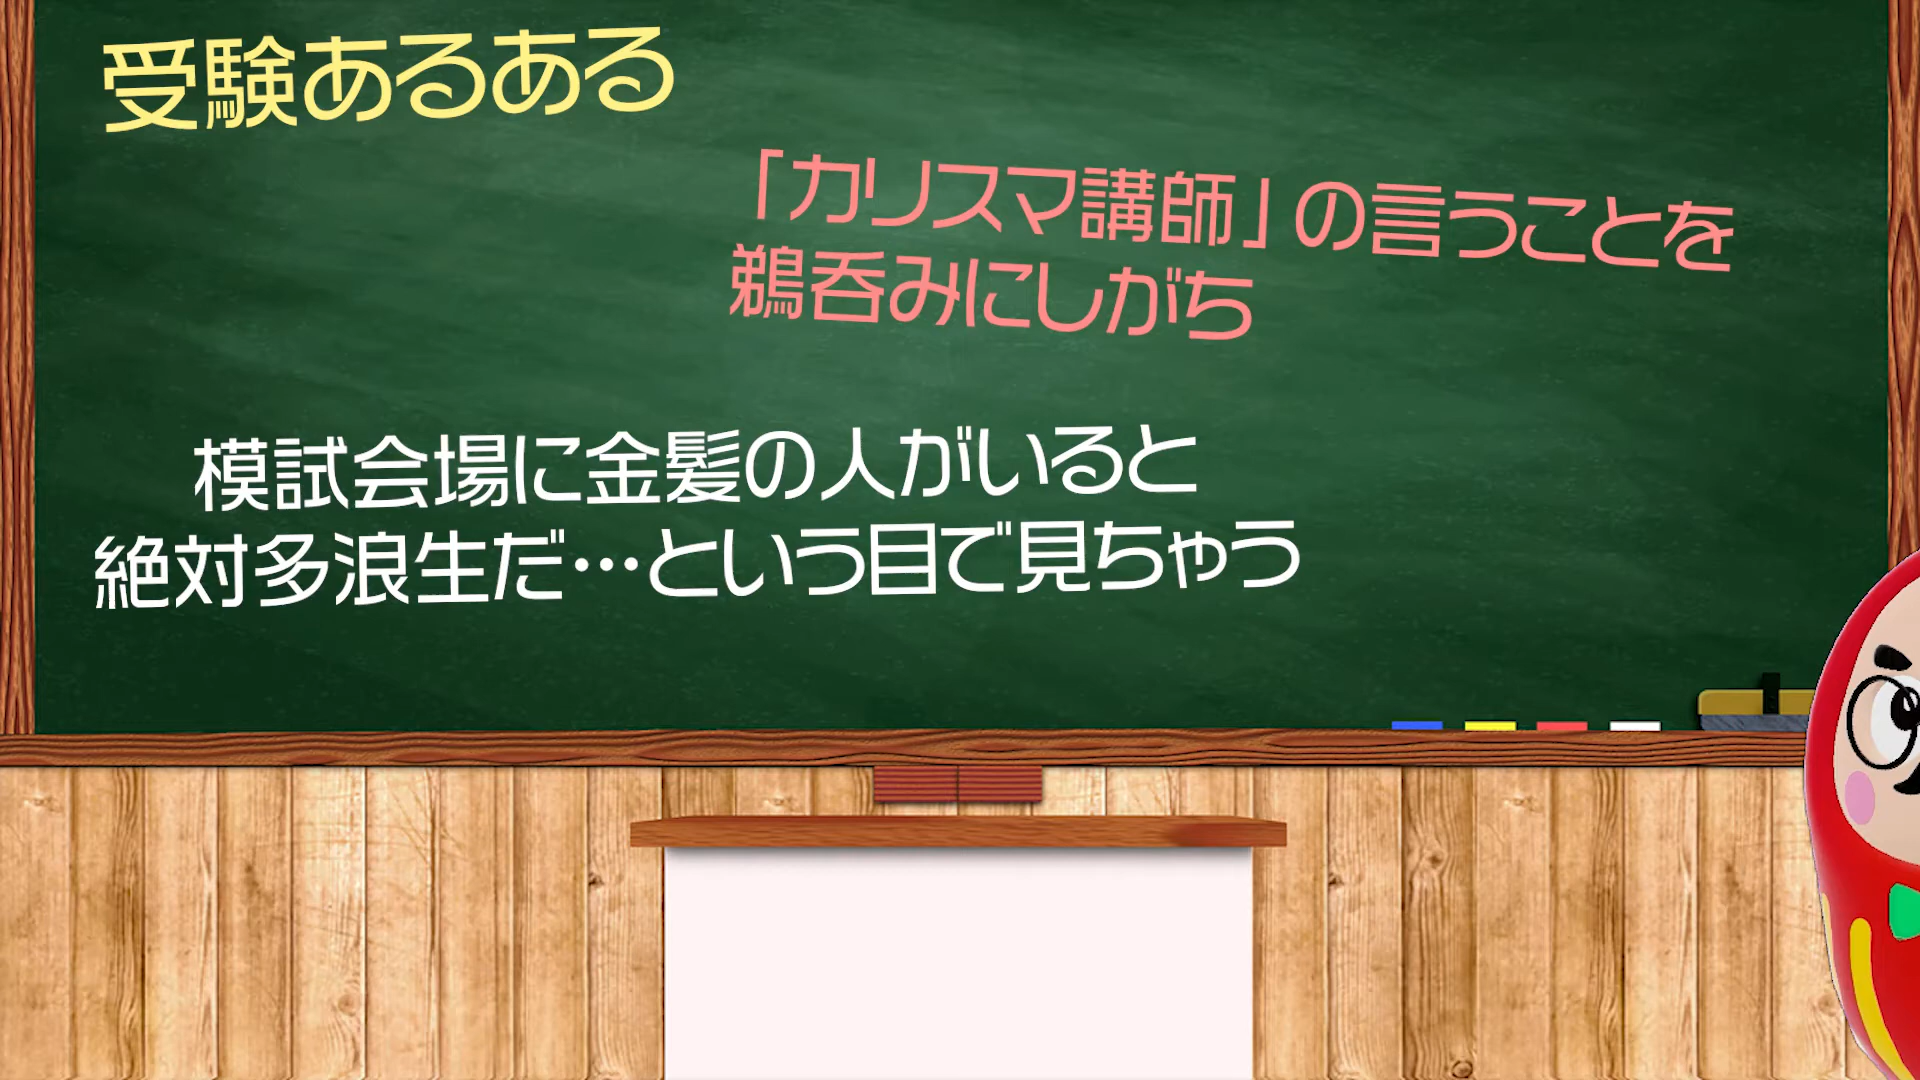 受験あるある
「カリスマ講師」の言うことを
鵜呑みにしがち
模試会場に金髪の人がいると
絶対多浪生だ…という目で見ちゃう